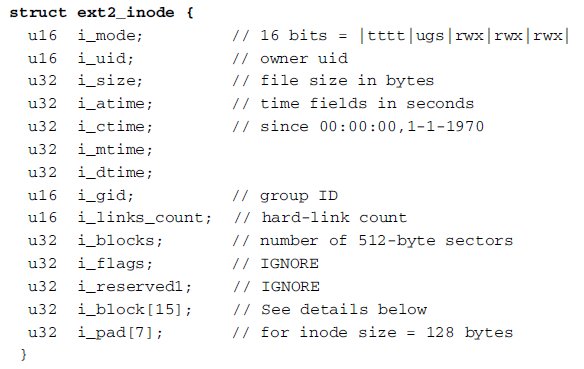 struct ext2_inode {
u16 i_mode; // 16 bits = |tttt|ugs|rwx|rwx|rwx|
u16 i_uid; // owner uid
u32 i_size; // file size in bytes
u32 i_atime; // time fields in seconds
u32 i_ctime; // since 00:00:00,1-1-1970
u32 i_mtime;
u32 i_dtime;
u16 i_gid; // group ID
u16 i_links_count; // hard-link count
u32 i_blocks; // number of 512-byte sectors
u32 i_flags; // IGNORE
u32 i_reserved1; // IGNORE
u32 i_block[15]; // See details below
u32 i_pad[7]; // for inode size = 128 bytes
}